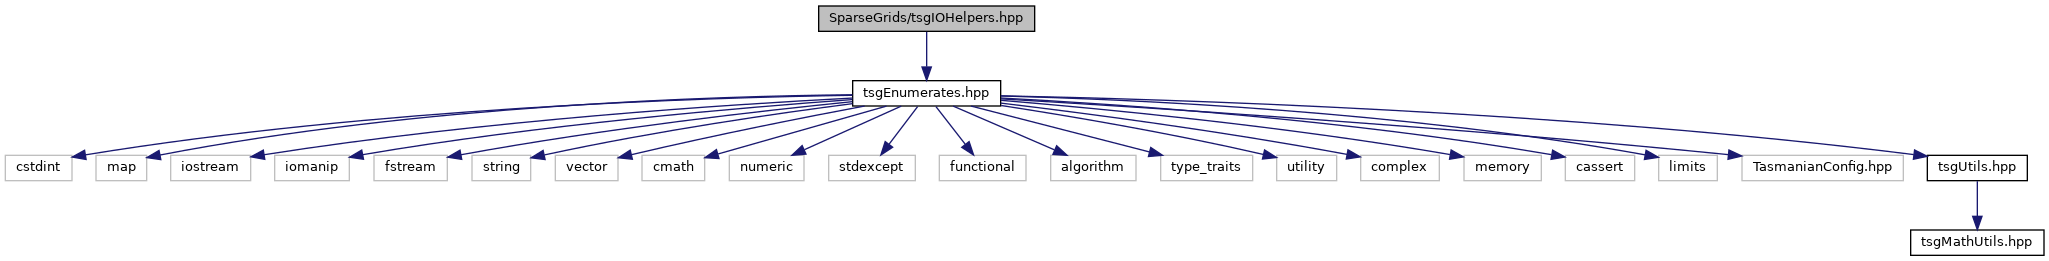 SparseGrids/tsgIOHelpers.hpp
tsgEnumerates.hpp
cstdint
map
iostream
iomanip
fstream
string
vector
cmath
numeric
stdexcept
functional
algorithm
type_traits
utility
complex
memory
cassert
limits
TasmanianConfig.hpp
tsgUtils.hpp
tsgMathUtils.hpp